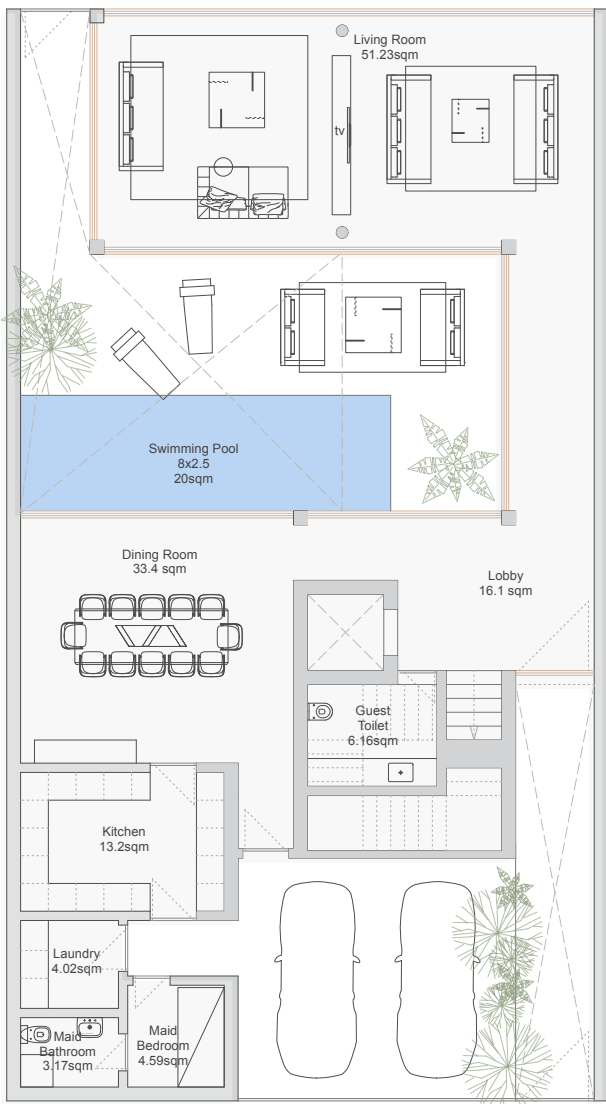 Living Room
51.23sqm
tv
Swimming Pool
8x2.5
20sqm
Dining Room
33.4 sqm
Lobby
16.1 sqm
Guest
Toilet
6.16sqm
Kitchen
13.2sqm
Laundry
4.02sqm
Maid
Bathroom
3.17sqm
Maid
Bedroom
4.59sqm